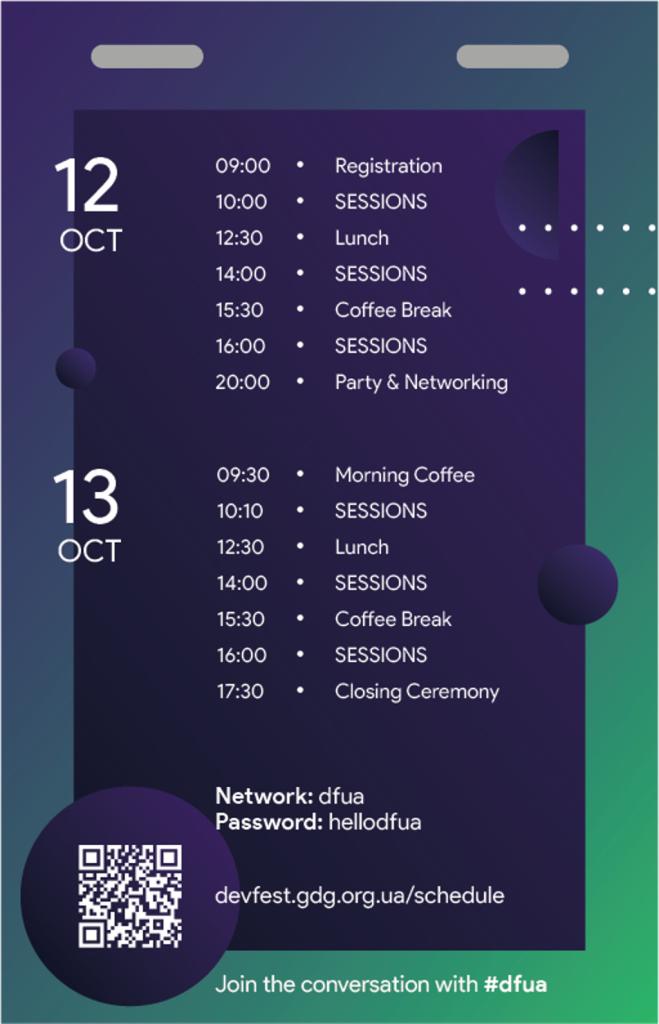 12
OCT
09:00 • Registration
10:00 • SESSIONS
12:30 • Lunch
14:00 • SESSIONS
15:30 • Coffee Break
16:00 • SESSIONS
20:00 • Party & Networking
13
OCT
09:30 • Morning Coffee
10:10 • SESSIONS
12:30 • Lunch
14:00 • SESSIONS
15:30 • Coffee Break
16:00 • SESSIONS
17:30 • Closing Ceremony
Network: dfua
Password: hellodfua
devfest.gdg.org.ua/schedule
Join the conversation with #dfua